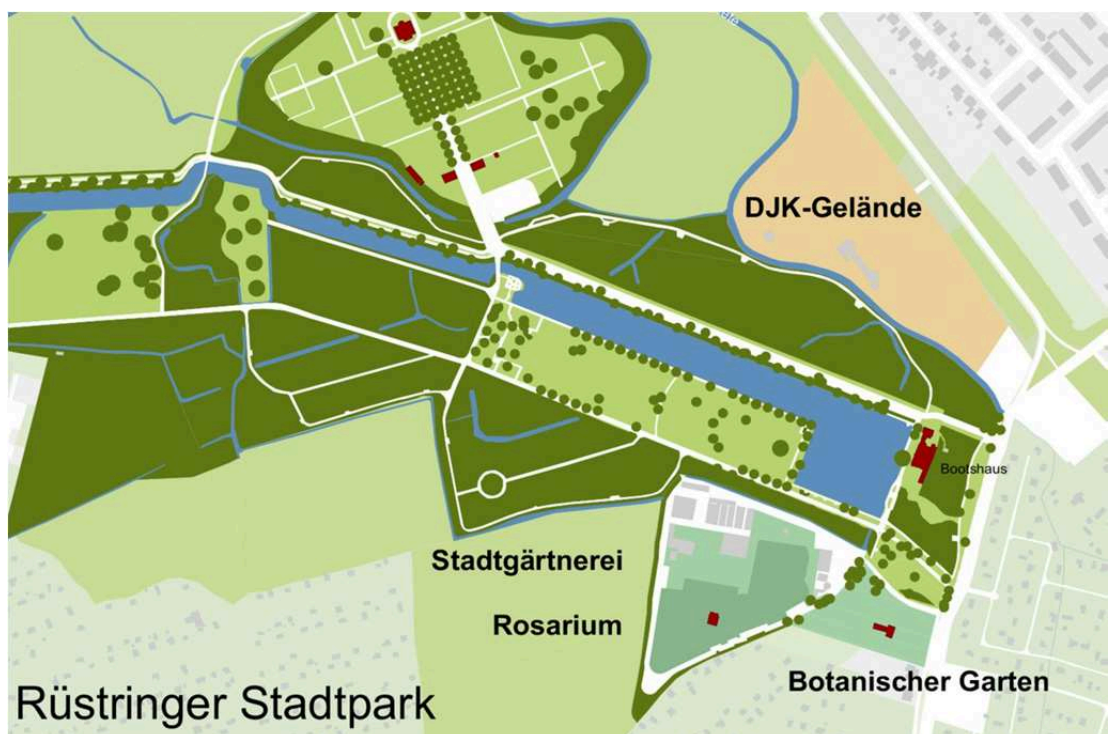 DJK-Gelände
Bootshaus
Stadtgärtnerei
Rosarium
Botanischer Garten
Rüstringer Stadtpark